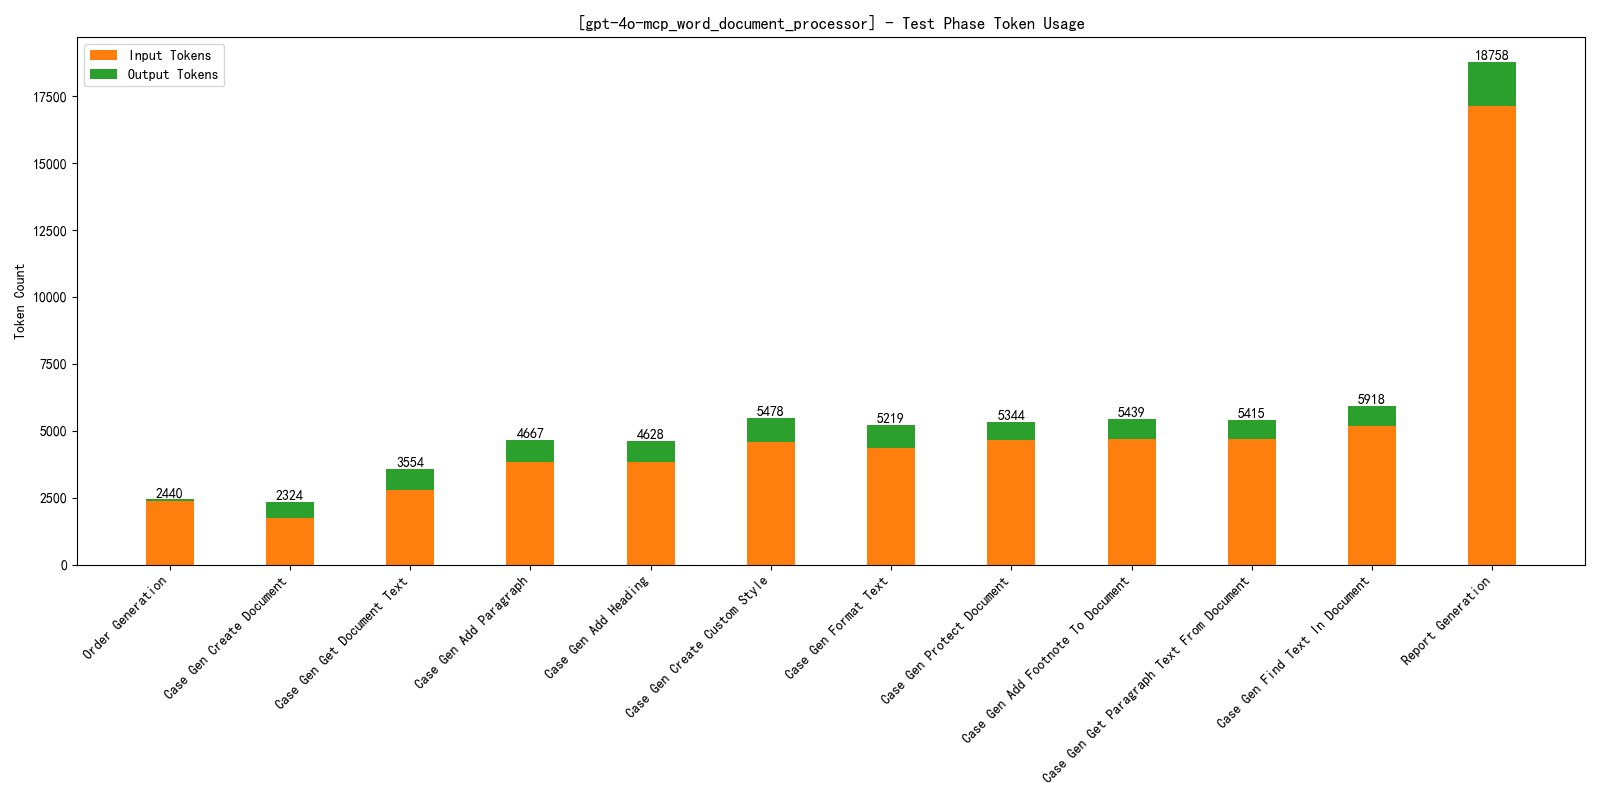 [gpt-4o-mcp_word_document_processor] - Test Phase Token Usage
Input Tokens
Output Tokens
Token Count
17500
15000
12500
10000
7500
5000
2500
0
2440
2324
3554
4667
4628
5478
5219
5344
5439
5415
5918
18758
Order Generation
Case Gen Create Document
Case Gen Get Document Text
Case Gen Add Paragraph
Case Gen Add Heading
Case Gen Create Custom Style
Case Gen Format Text
Case Gen Protect Document
Case Gen Add Footnote To Document
Case Gen Get Paragraph Text From Document
Case Gen Find Text In Document
Report Generation